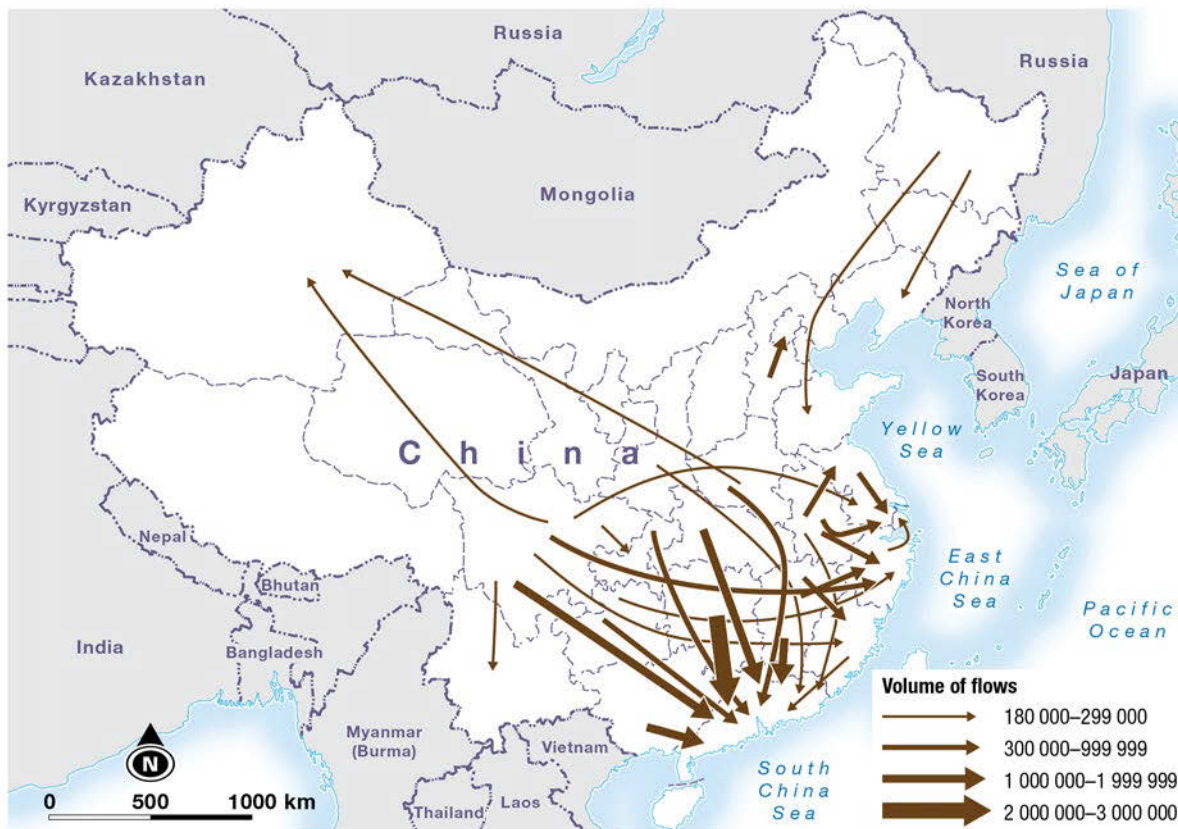 Russia
Kazakhstan
Russia
Mongolia
Kyrgyzstan
Sea of
Japan
North
Korea
South
Korea
Japan
China
Yellow
Sea
Nepal
Bhutan
East
China
Sea
Pacific
Ocean
India
Bangladesh
Myanmar
(Burma)
Vietnam
Laos
Thailand
South
China
Sea
N
0 500 1000 km
Volume of flows
180 000–299 000
300 000–999 999
1 000 000–1 999 999
2 000 000–3 000 000